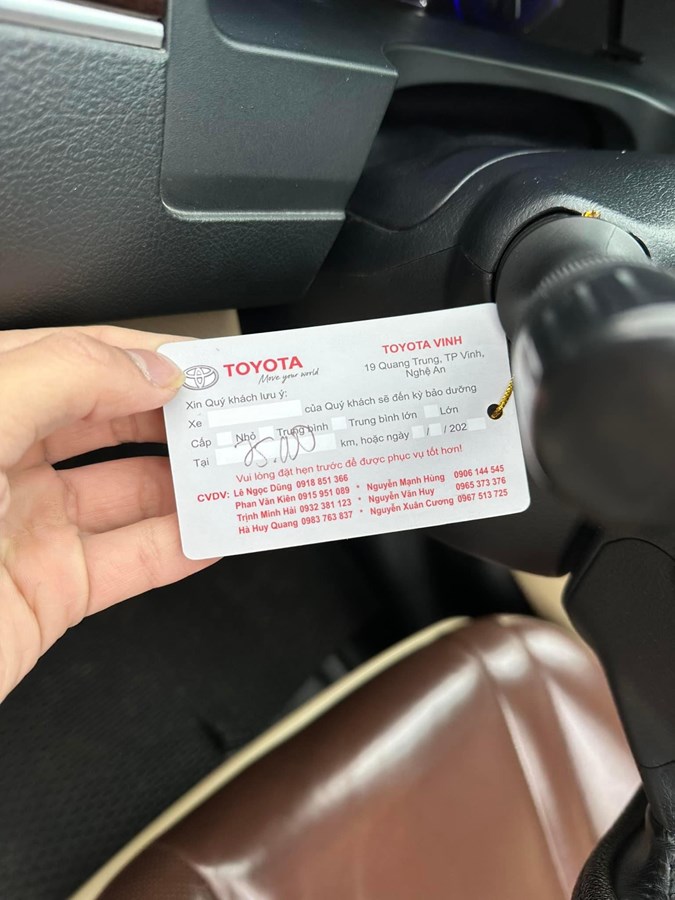 TOYOTA
Move your world
TOYOTA VINH
19 Quang Trung, TP Vinh,
Nghệ An
Xin Quý khách lưu ý:
Xe của Quý khách sẽ đến kỳ bảo dưỡng
Cấp Nhỏ Trung bình Trung bình lớn Lớn
Tại 25.000 km, hoặc ngày / / 202
Vui lòng đặt hẹn trước để được phục vụ tốt hơn!
CVDV: Lê Ngọc Dũng 0918 851 366 * Nguyễn Mạnh Hùng 0906 144 545
Phan Văn Kiên 0915 951 089 * Nguyễn Văn Huy 0965 373 376
Trịnh Minh Hải 0932 381 123 * Nguyễn Xuân Cương 0967 513 725
Hà Huy Quang 0983 763 837